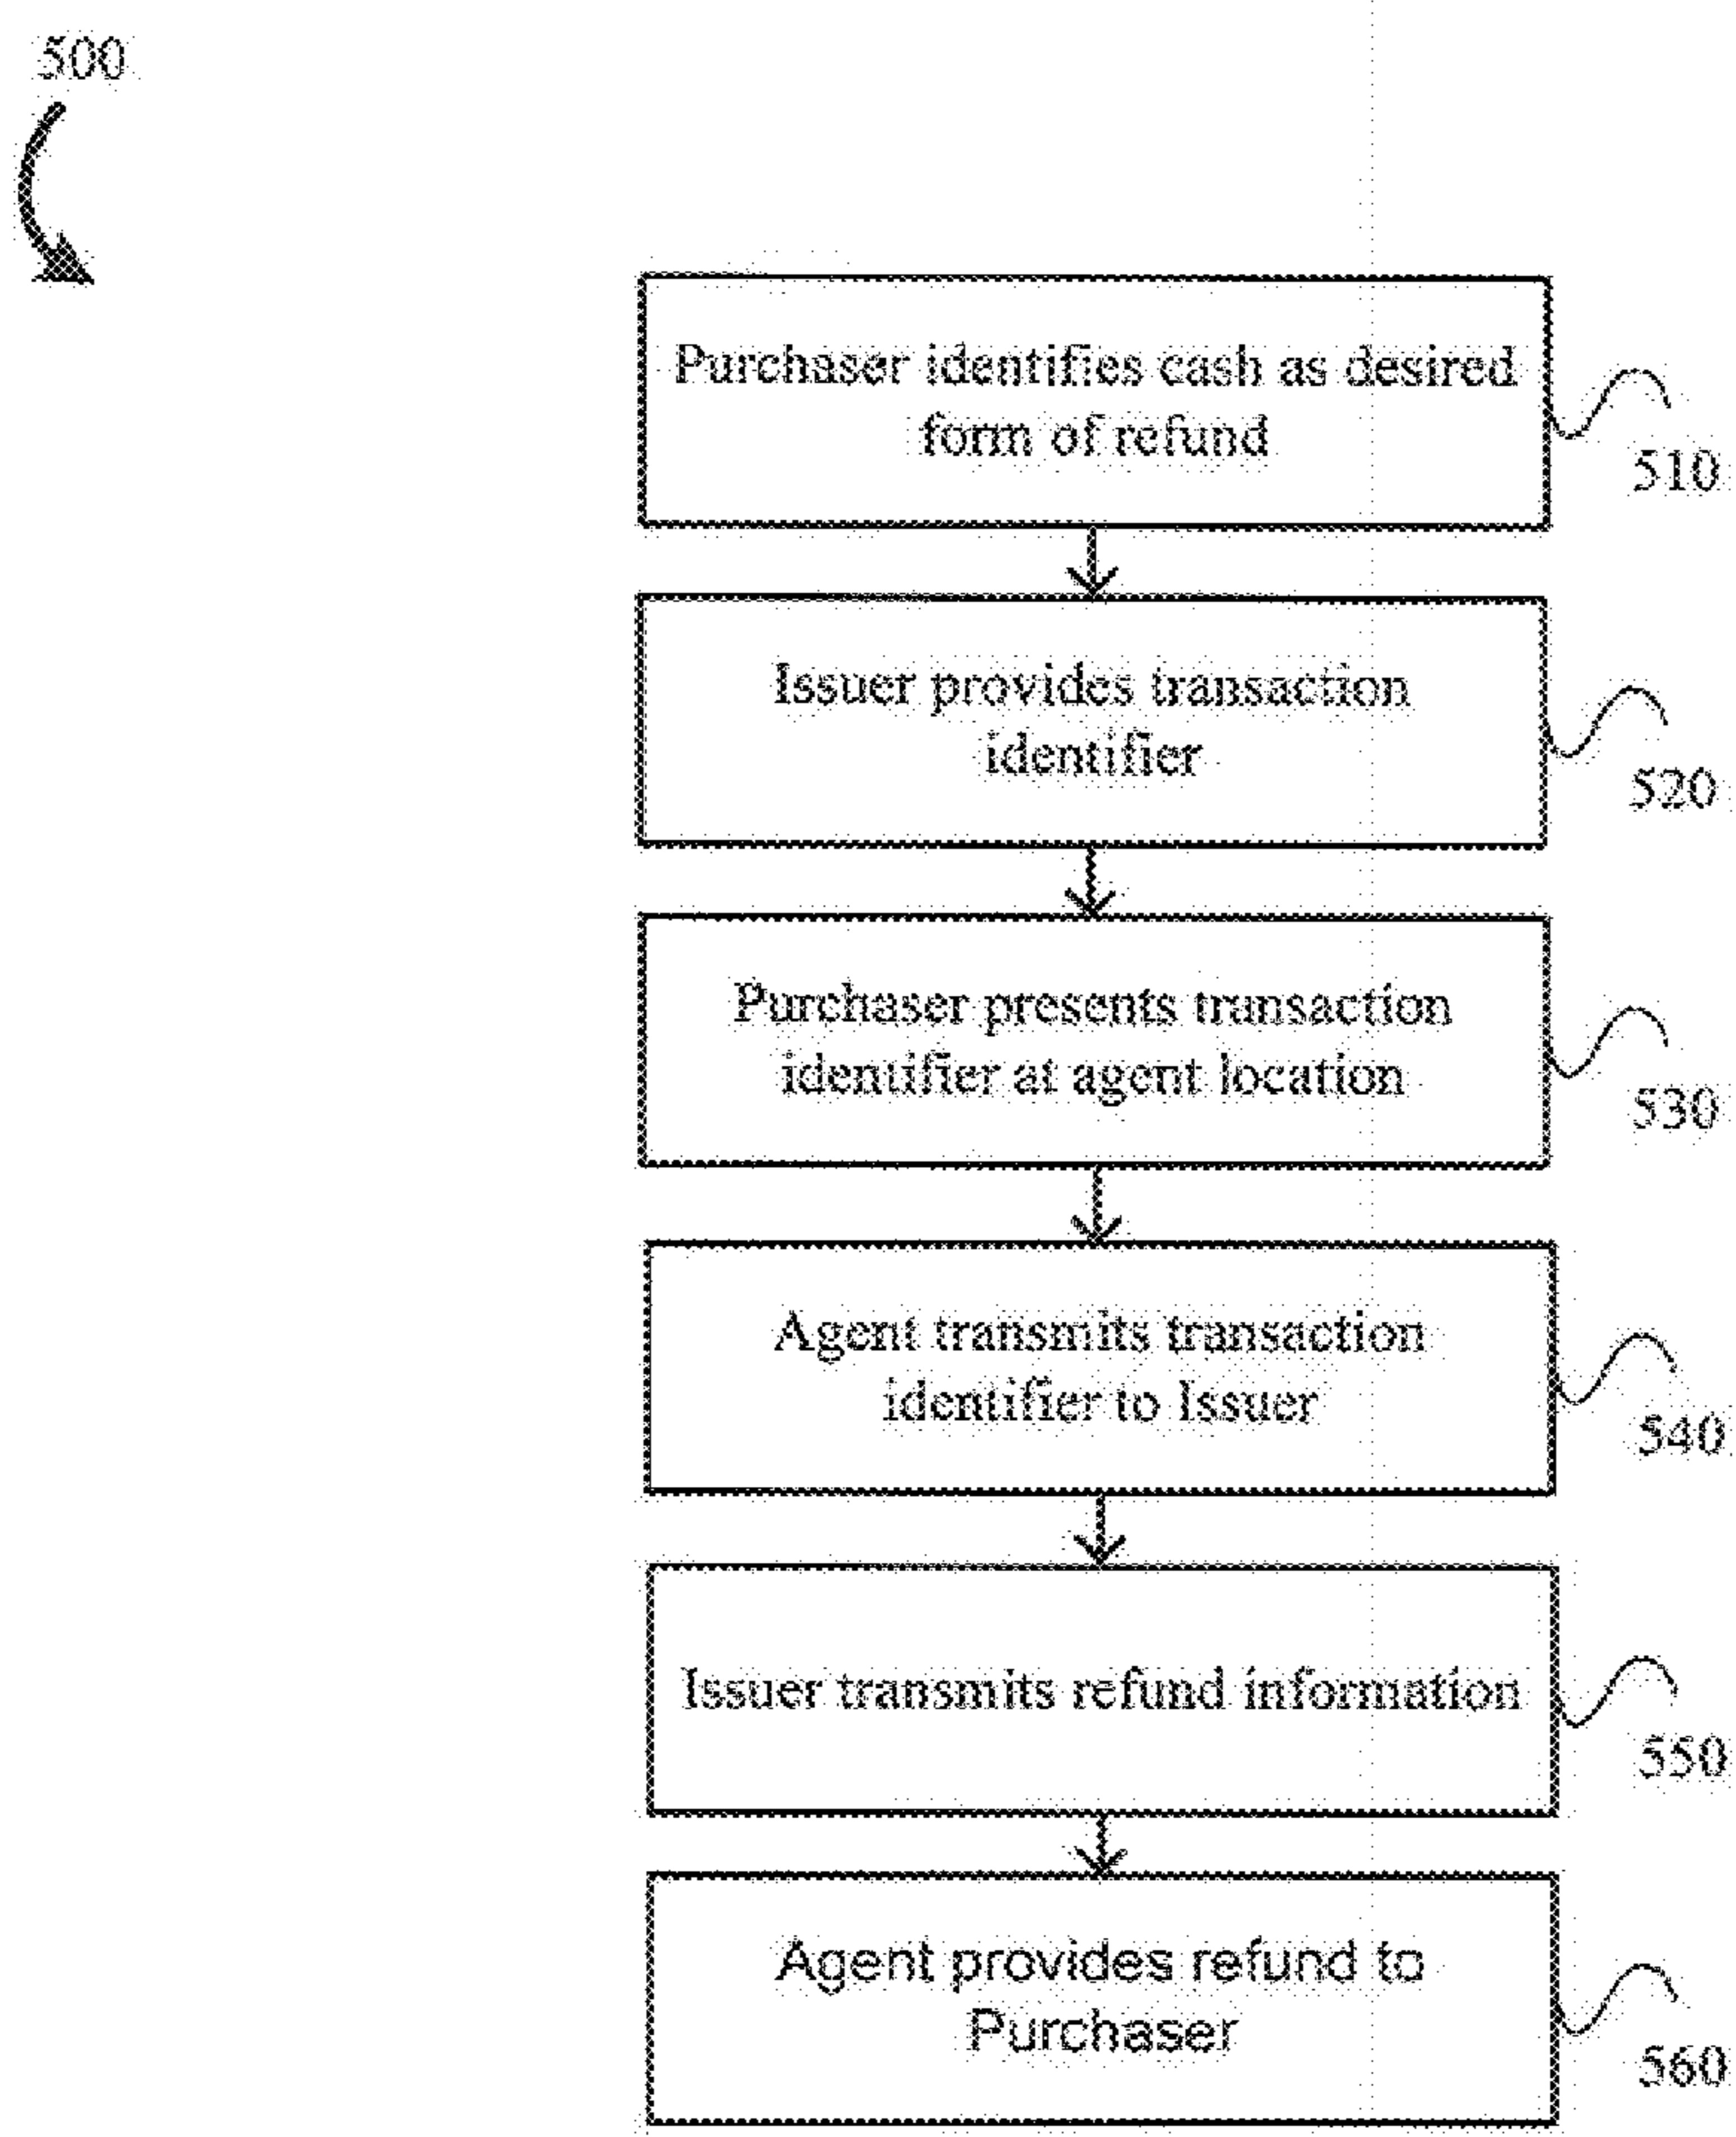 500
Purchaser identifies cash as desired
form of refund
510
Issuer provides transaction
identifier
520
Purchaser presents transaction
identifier at agent location
530
Agent transmits transaction
identifier to Issuer
540
Issuer transmits refund information
550
Agent provides refund to
Purchaser
560